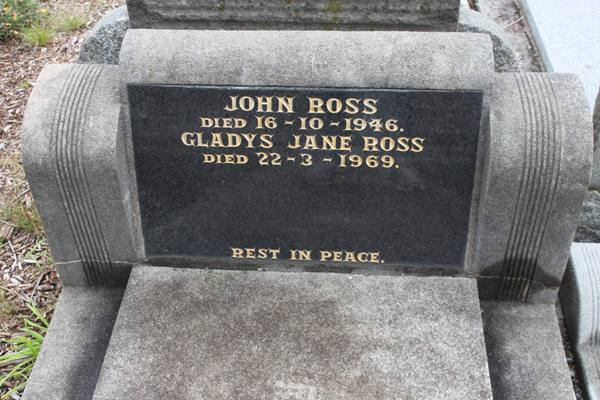 JOHN ROSS
DIED 16-10-1946.
GLADYS JANE ROSS
DIED 22-3-1969.
REST IN PEACE.